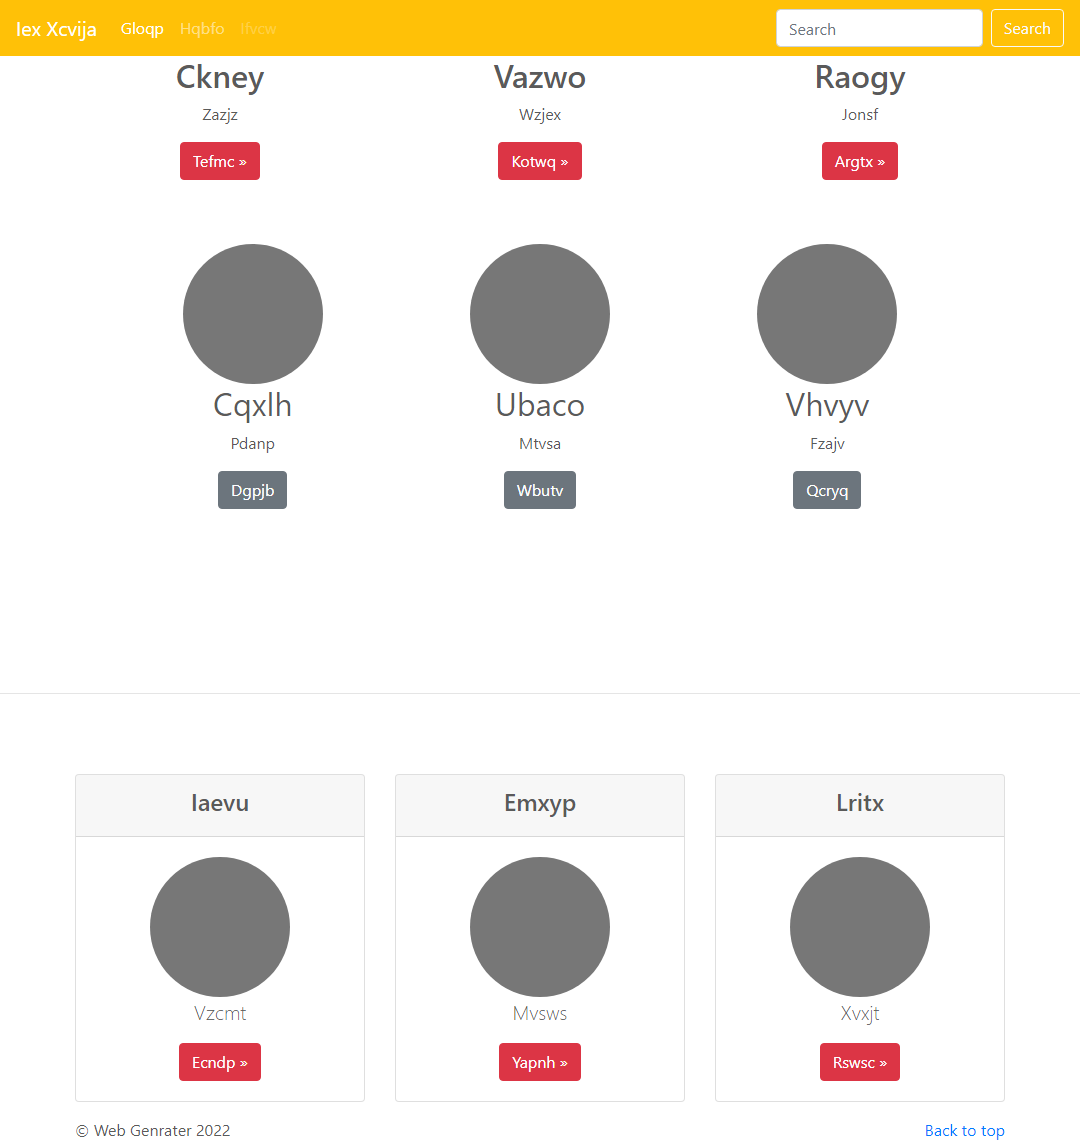 Iex Xcvija Gloqp Hqbfo Ifvcw Search Search
Ckney Vazwo Raogy
Zazjz Wzjex Jonsf
Tefmc » Kotwq » Argtx »
Cqxlh Ubaco Vhvyv
Pdanp Mtvsa Fzajv
Dgpjb Wbutv Qcryq
Iaevu Emxyp Lritx
Vzcmt Mvsws Xvxjt
Ecndp » Yapnh » Rswsc »
© Web Genrater 2022 Back to top